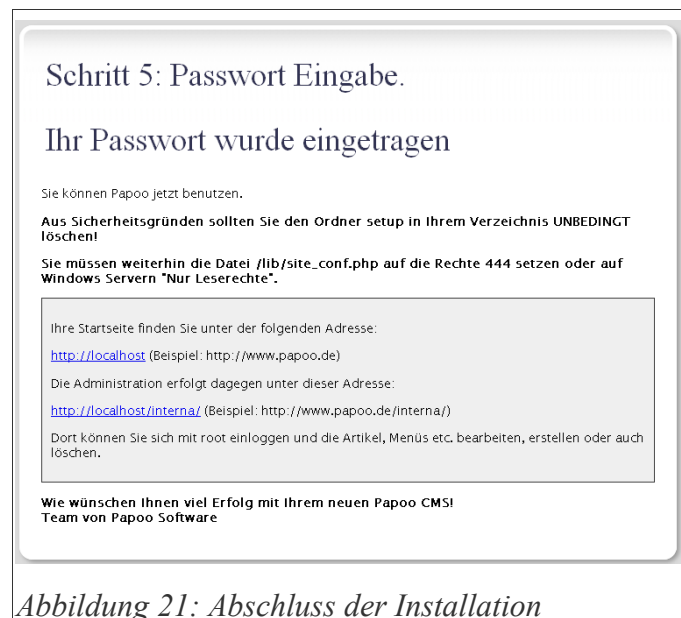 Schritt 5: Passwort Eingabe.
Ihr Passwort wurde eingetragen
Sie können Papoo jetzt benutzen.
Aus Sicherheitsgründen sollten Sie den Ordner setup in Ihrem Verzeichnis UNBEDINGT
löschen!
Sie müssen weiterhin die Datei /lib/site_conf.php auf die Rechte 444 setzen oder auf
Windows Servern "Nur Leserechte".
Ihre Startseite finden Sie unter der folgenden Adresse:
http://localhost (Beispiel: http://www.papoo.de)
Die Administration erfolgt dagegen unter dieser Adresse:
http://localhost/interna/ (Beispiel: http://www.papoo.de/interna/)
Dort können Sie sich mit root einloggen und die Artikel, Menüs etc. bearbeiten, erstellen oder auch
löschen.
Wie wünschen Ihnen viel Erfolg mit Ihrem neuen Papoo CMS!
Team von Papoo Software
Abbildung 21: Abschluss der Installation